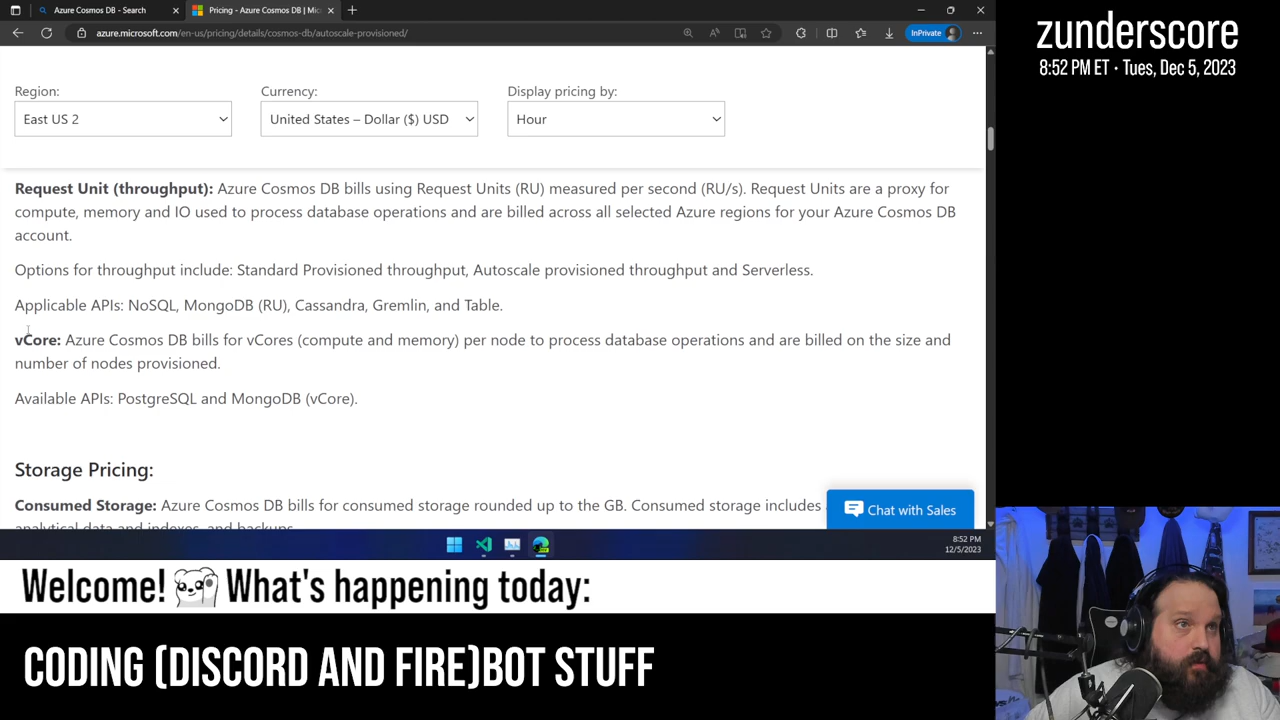 Azure Cosmos DB - Search
Pricing - Azure Cosmos DB | Mic
zunderscore
8:52 PM ET • Tues, Dec 5, 2023
azure.microsoft.com/en-us/pricing/details/cosmos-db/autoscale-provisioned/
InPrivate
Region:
Currency:
Display pricing by:
East US 2
United States – Dollar ($) USD
Hour
Request Unit (throughput): Azure Cosmos DB bills using Request Units (RU) measured per second (RU/s). Request Units are a proxy for
compute, memory and IO used to process database operations and are billed across all selected Azure regions for your Azure Cosmos DB
account.
Options for throughput include: Standard Provisioned throughput, Autoscale provisioned throughput and Serverless.
Applicable APIs: NoSQL, MongoDB (RU), Cassandra, Gremlin, and Table.
vCore: Azure Cosmos DB bills for vCores (compute and memory) per node to process database operations and are billed on the size and
number of nodes provisioned.
Available APIs: PostgreSQL and MongoDB (vCore).
Storage Pricing:
Consumed Storage: Azure Cosmos DB bills for consumed storage rounded up to the GB. Consumed storage includes
analytical data and indexes, and backups.
Chat with Sales
8:52 PM
12/5/2023
Welcome! What's happening today:
CODING (DISCORD AND FIRE)BOT STUFF